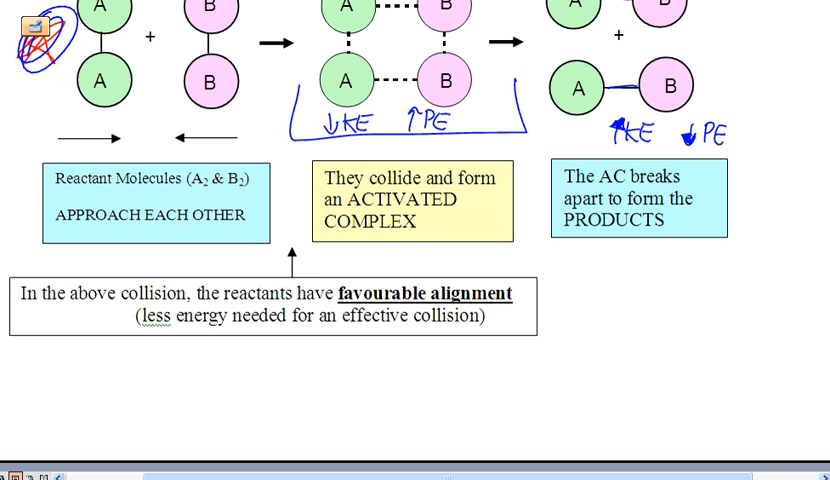 A B A B A B
+ +
A B A B A B
↓KE ↑PE ↑KE ↓PE
Reactant Molecules (A₂ & B₂)
APPROACH EACH OTHER
They collide and form
an ACTIVATED
COMPLEX
The AC breaks
apart to form the
PRODUCTS
In the above collision, the reactants have favourable alignment
(less energy needed for an effective collision)